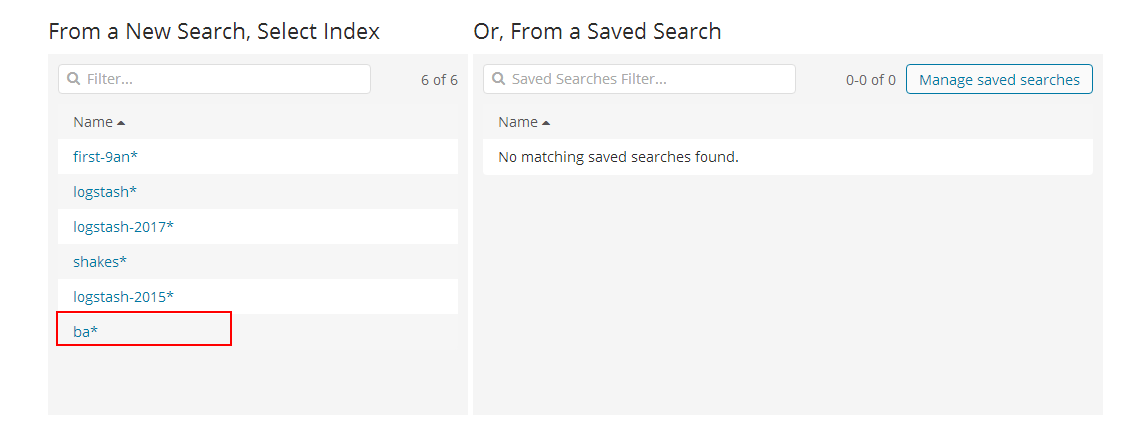 From a New Search, Select Index
Filter...
6 of 6
Name
first-9an*
logstash*
logstash-2017*
shakes*
logstash-2015*
ba*
Or, From a Saved Search
Saved Searches Filter...
0-0 of 0
Manage saved searches
Name
No matching saved searches found.